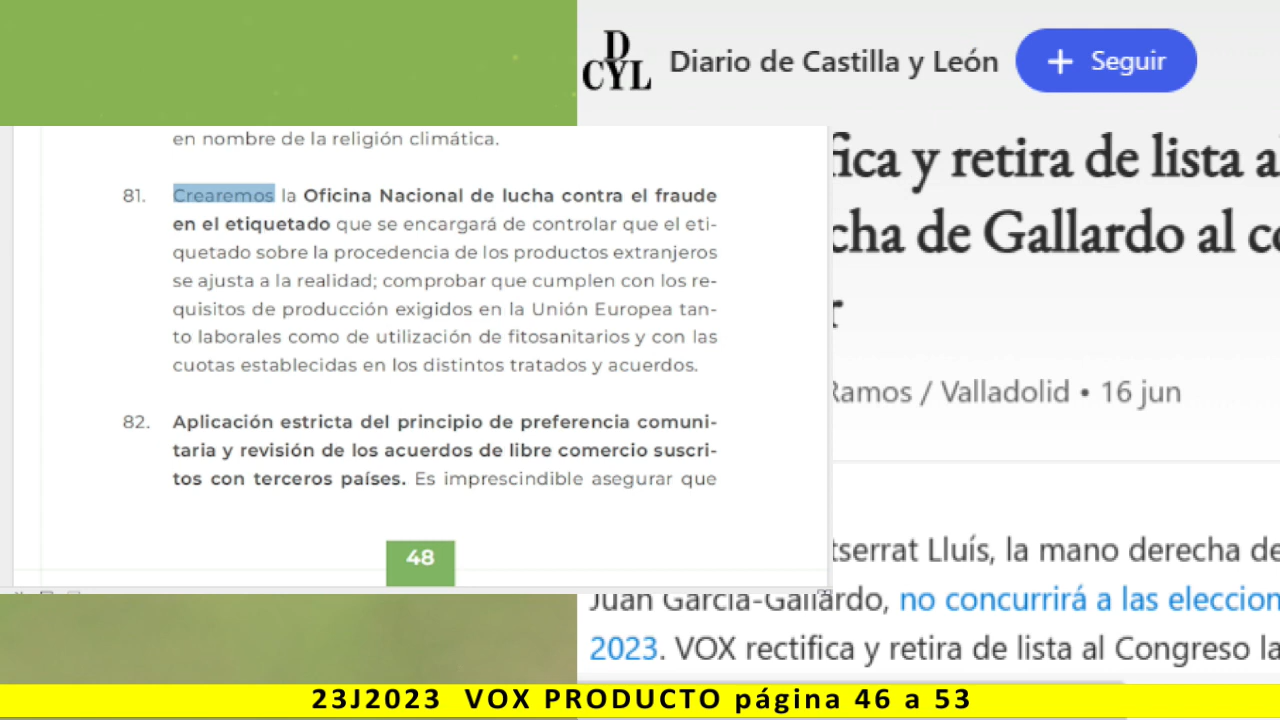 en nombre de la religión climática.
81. Crearemos la Oficina Nacional de lucha contra el fraude
en el etiquetado que se encargará de controlar que el eti-
quetado sobre la procedencia de los productos extranjeros
se ajusta a la realidad; comprobar que cumplen con los re-
quisitos de producción exigidos en la Unión Europea tan-
to laborales como de utilización de fitosanitarios y con las
cuotas establecidas en los distintos tratados y acuerdos.
82. Aplicación estricta del principio de preferencia comuni-
taria y revisión de los acuerdos de libre comercio suscri-
tos con terceros países. Es imprescindible asegurar que
48
D
CYL
Diario de Castilla y León
+ Seguir
fica y retira de lista al
cha de Gallardo al co
r
Ramos / Valladolid • 16 jun
tserrat Lluís, la mano derecha de
Juan García-Gallardo, no concurrirá a las eleccion
2023. VOX rectifica y retira de lista al Congreso la
23J2023 VOX PRODUCTO página 46 a 53